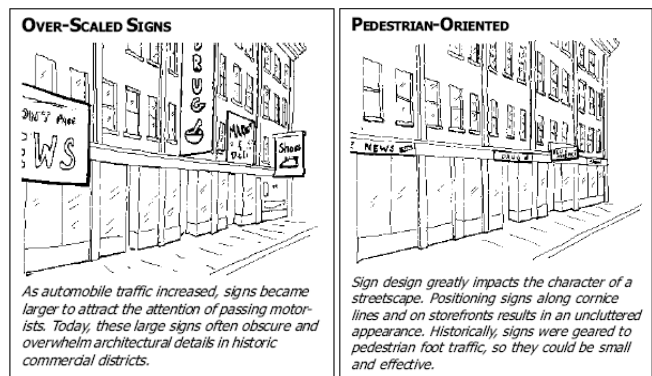 OVER-SCALED SIGNS
NEWS
DRUG
DELI
SHOES
As automobile traffic increased, signs became
larger to attract the attention of passing motor-
ists. Today, these large signs often obscure and
overwhelm architectural details in historic
commercial districts.
PEDESTRIAN-ORIENTED
NEWS
DRUG
Sign design greatly impacts the character of a
streetscape. Positioning signs along cornice
lines and on storefronts results in an uncluttered
appearance. Historically, signs were geared to
pedestrian foot traffic, so they could be small
and effective.